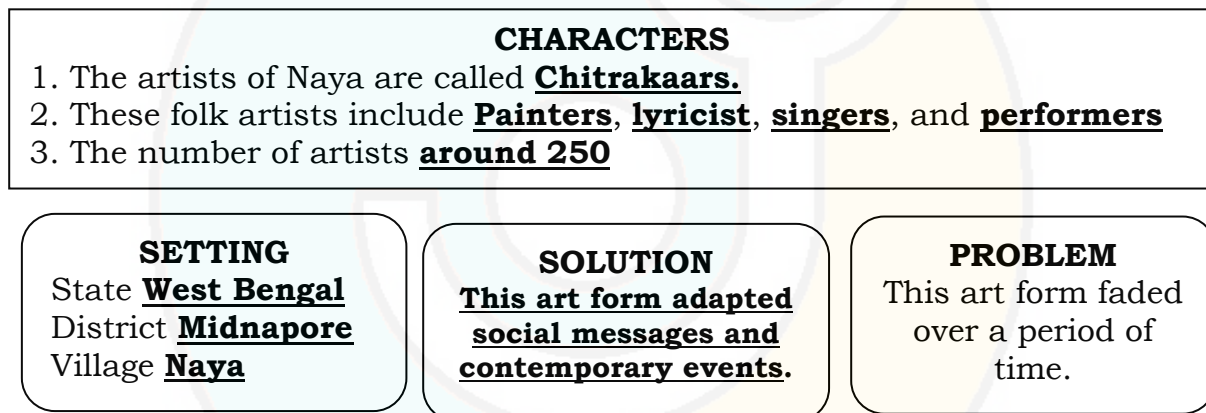 CHARACTERS
1. The artists of Naya are called Chitrakaars.
2. These folk artists include Painters, lyricist, singers, and performers
3. The number of artists around 250
SETTING
State West Bengal
District Midnapore
Village Naya
SOLUTION
This art form adapted
social messages and
contemporary events.
PROBLEM
This art form faded
over a period of
time.